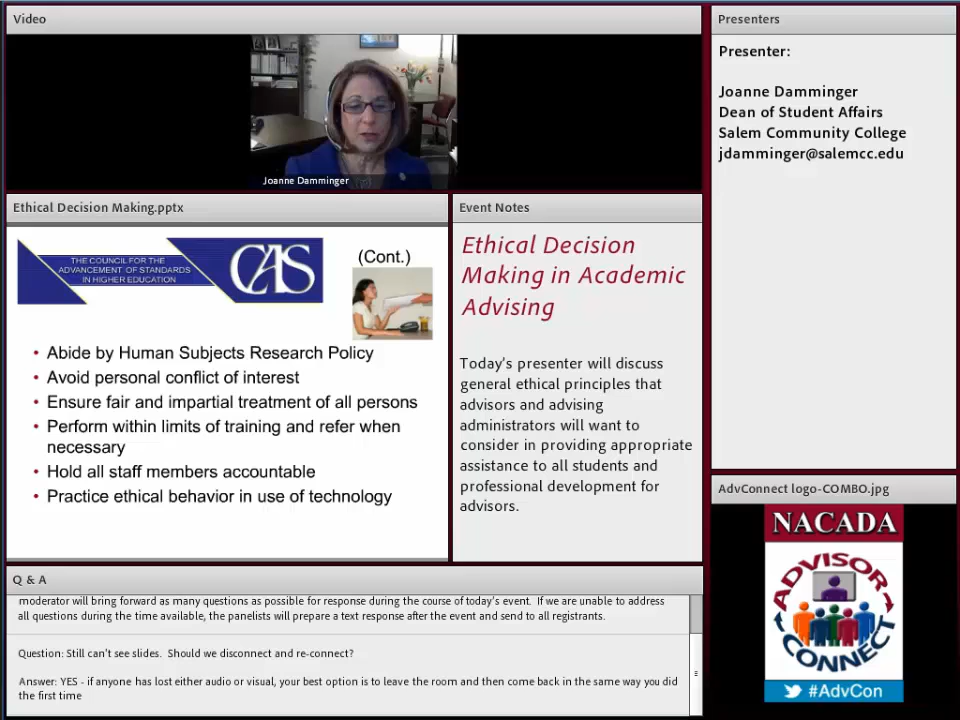 Video
Joanne Damminger
Presenters
Presenter:
Joanne Damminger
Dean of Student Affairs
Salem Community College
jdamminger@salemcc.edu
Ethical Decision Making.pptx
THE COUNCIL FOR THE
ADVANCEMENT OF STANDARDS
IN HIGHER EDUCATION
CAS
(Cont.)
• Abide by Human Subjects Research Policy
• Avoid personal conflict of interest
• Ensure fair and impartial treatment of all persons
• Perform within limits of training and refer when
necessary
• Hold all staff members accountable
• Practice ethical behavior in use of technology
Event Notes
Ethical Decision
Making in Academic
Advising
Today's presenter will discuss
general ethical principles that
advisors and advising
administrators will want to
consider in providing appropriate
assistance to all students and
professional development for
advisors.
AdvConnect logo-COMBO.jpg
NACADA
ADVISOR
CONNECT
#AdvCon
Q & A
moderator will bring forward as many questions as possible for response during the course of today's event. If we are unable to address
all questions during the time available, the panelists will prepare a text response after the event and send to all registrants.
Question: Still can't see slides. Should we disconnect and re-connect?
Answer: YES - if anyone has lost either audio or visual, your best option is to leave the room and then come back in the same way you did
the first time